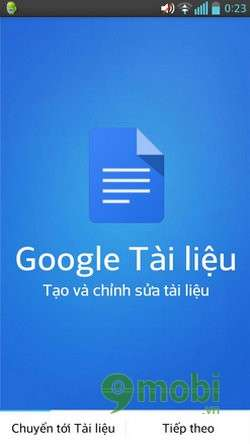 0:23
Google Tài liệu
Tạo và chỉnh sửa tài liệu
9mobi
.vn
Chuyển tới Tài liệu Tiếp theo